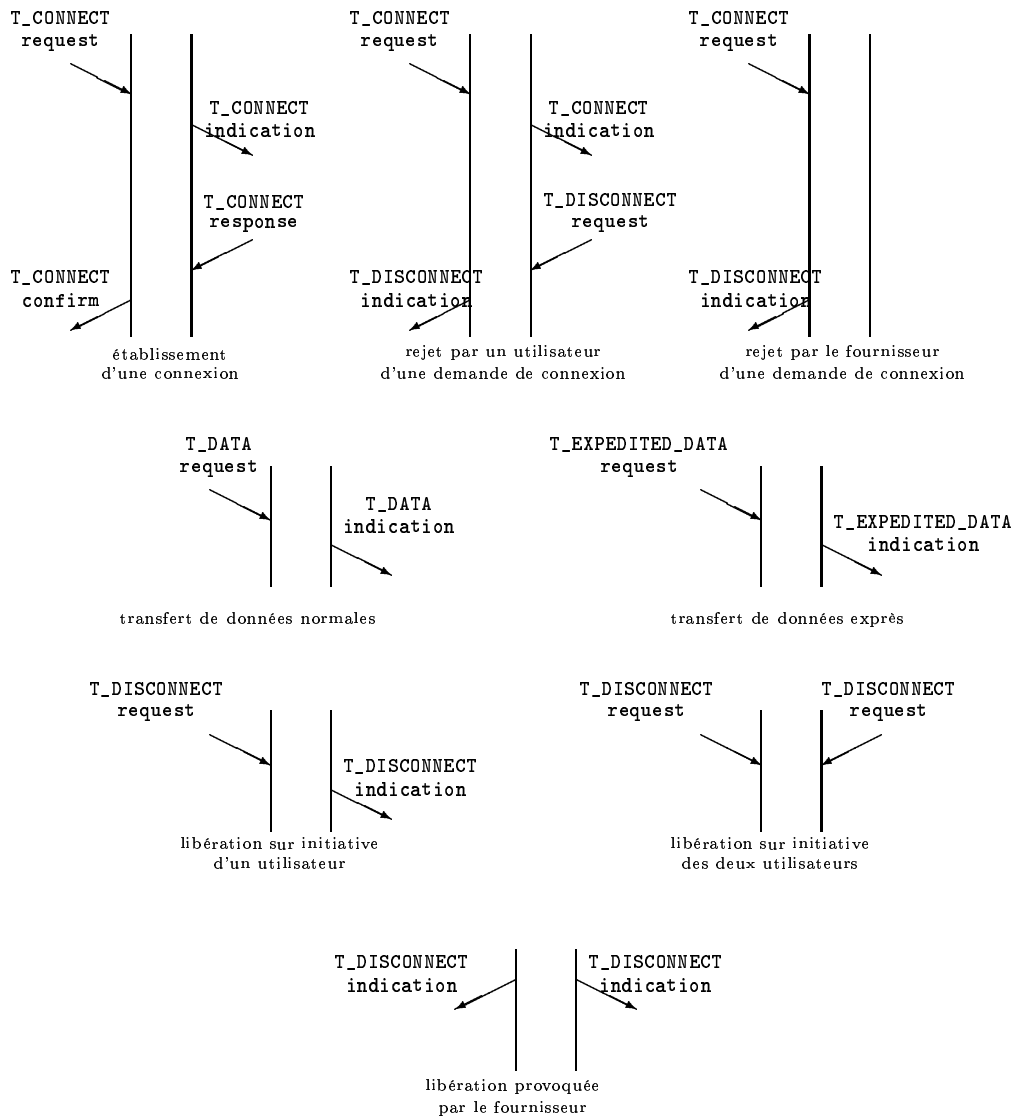 T_CONNECT
request
T_CONNECT
indication
T_CONNECT
response
T_CONNECT
confirm
établissement
d'une connexion
T_CONNECT
request
T_CONNECT
indication
T_DISCONNECT
request
T_DISCONNECT
indication
rejet par un utilisateur
d'une demande de connexion
T_CONNECT
request
T_DISCONNECT
indication
rejet par le fournisseur
d'une demande de connexion
T_DATA
request
T_DATA
indication
transfert de données normales
T_EXPEDITED_DATA
request
T_EXPEDITED_DATA
indication
transfert de données exprès
T_DISCONNECT
request
T_DISCONNECT
indication
libération sur initiative
d'un utilisateur
T_DISCONNECT
request
T_DISCONNECT
request
libération sur initiative
des deux utilisateurs
T_DISCONNECT
indication
T_DISCONNECT
indication
libération provoquée
par le fournisseur